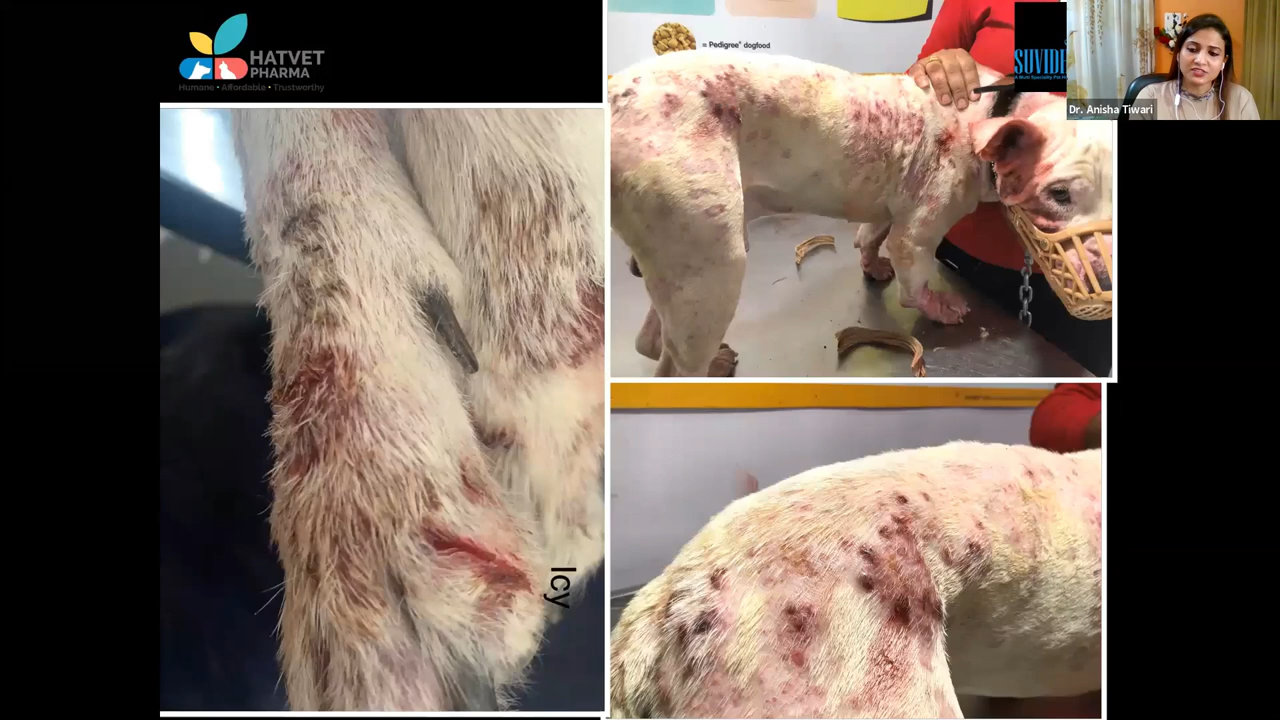 HATVET
PHARMA
Humane • Affordable • Trustworthy
= Pedigree® dogfood
SUVIDE
Dr. Anisha Tiwari
Icy